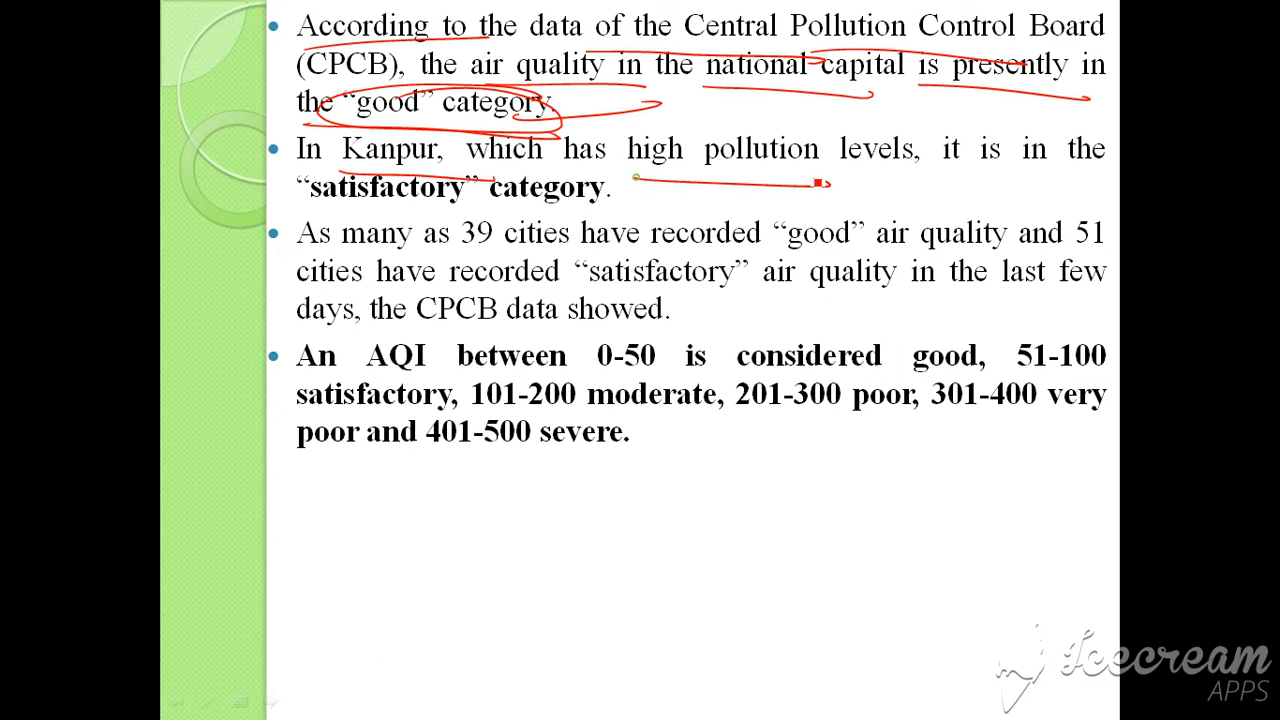 According to the data of the Central Pollution Control Board
(CPCB), the air quality in the national capital is presently in
the “good” category.
In Kanpur, which has high pollution levels, it is in the
“satisfactory” category.
As many as 39 cities have recorded “good” air quality and 51
cities have recorded “satisfactory” air quality in the last few
days, the CPCB data showed.
An AQI between 0-50 is considered good, 51-100
satisfactory, 101-200 moderate, 201-300 poor, 301-400 very
poor and 401-500 severe.
Icecream
APPS